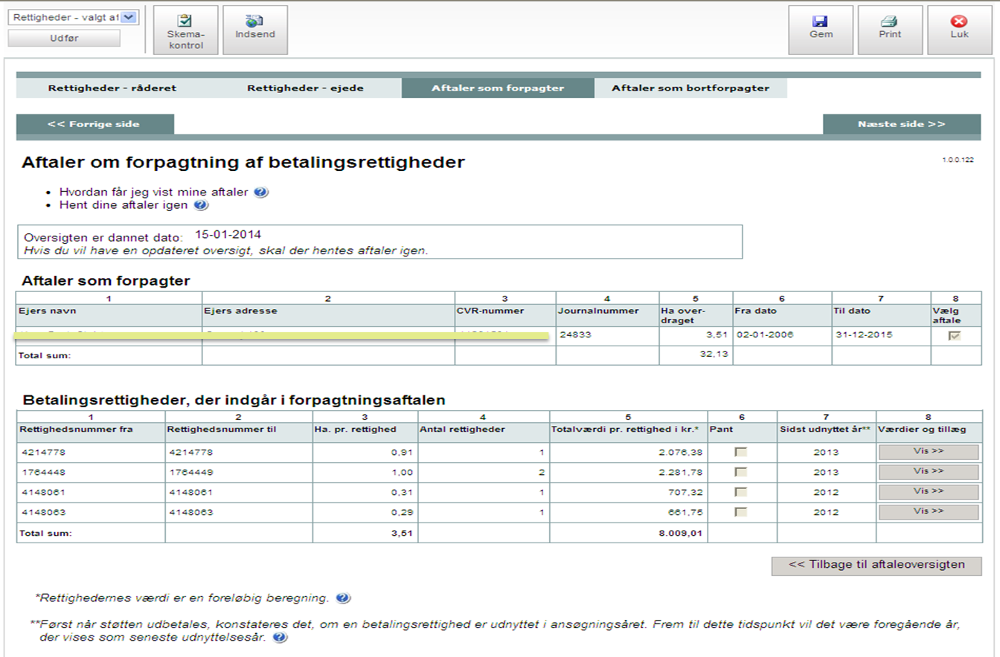 Rettigheder - valgt af
Udfør
Skema-
kontrol
Indsend
Gem
Print
Luk
Rettigheder - råderet
Rettigheder - ejede
Aftaler som forpagter
Aftaler som bortforpagter
<< Forrige side
Næste side >>
Aftaler om forpagtning af betalingsrettigheder
1.0.0.122
• Hvordan får jeg vist mine aftaler
• Hent dine aftaler igen
Oversigten er dannet dato: 15-01-2014
Hvis du vil have en opdateret oversigt, skal der hentes aftaler igen.
Aftaler som forpagter
1 2 3 4 5 6 7 8
Ejers navn Ejers adresse CVR-nummer Journalnummer Ha over- Fra dato Til dato Vælg
draget aftale
24833 3,51 02-01-2006 31-12-2015
Total sum: 32,13
Betalingsrettigheder, der indgår i forpagtningsaftalen
1 2 3 4 5 6 7 8
Rettighedsnummer fra Rettighedsnummer til Ha. pr. rettighed Antal rettigheder Totalværdi pr. rettighed i kr.* Pant Sidst udnyttet år** Værdier og tillæg
4214778 4214778 0,91 1 2.076,38 2013 Vis >>
1764448 1764449 1,00 2 2.281,78 2013 Vis >>
4148061 4148061 0,31 1 707,32 2012 Vis >>
4148063 4148063 0,29 1 661,75 2012 Vis >>
Total sum: 3,51 8.009,01
<< Tilbage til aftaleoversigten
*Rettighedernes værdi er en foreløbig beregning.
**Først når støtten udbetales, konstateres det, om en betalingsrettighed er udnyttet i ansøgningsåret. Frem til dette tidspunkt vil det være foregående år,
der vises som seneste udnyttelsesår.